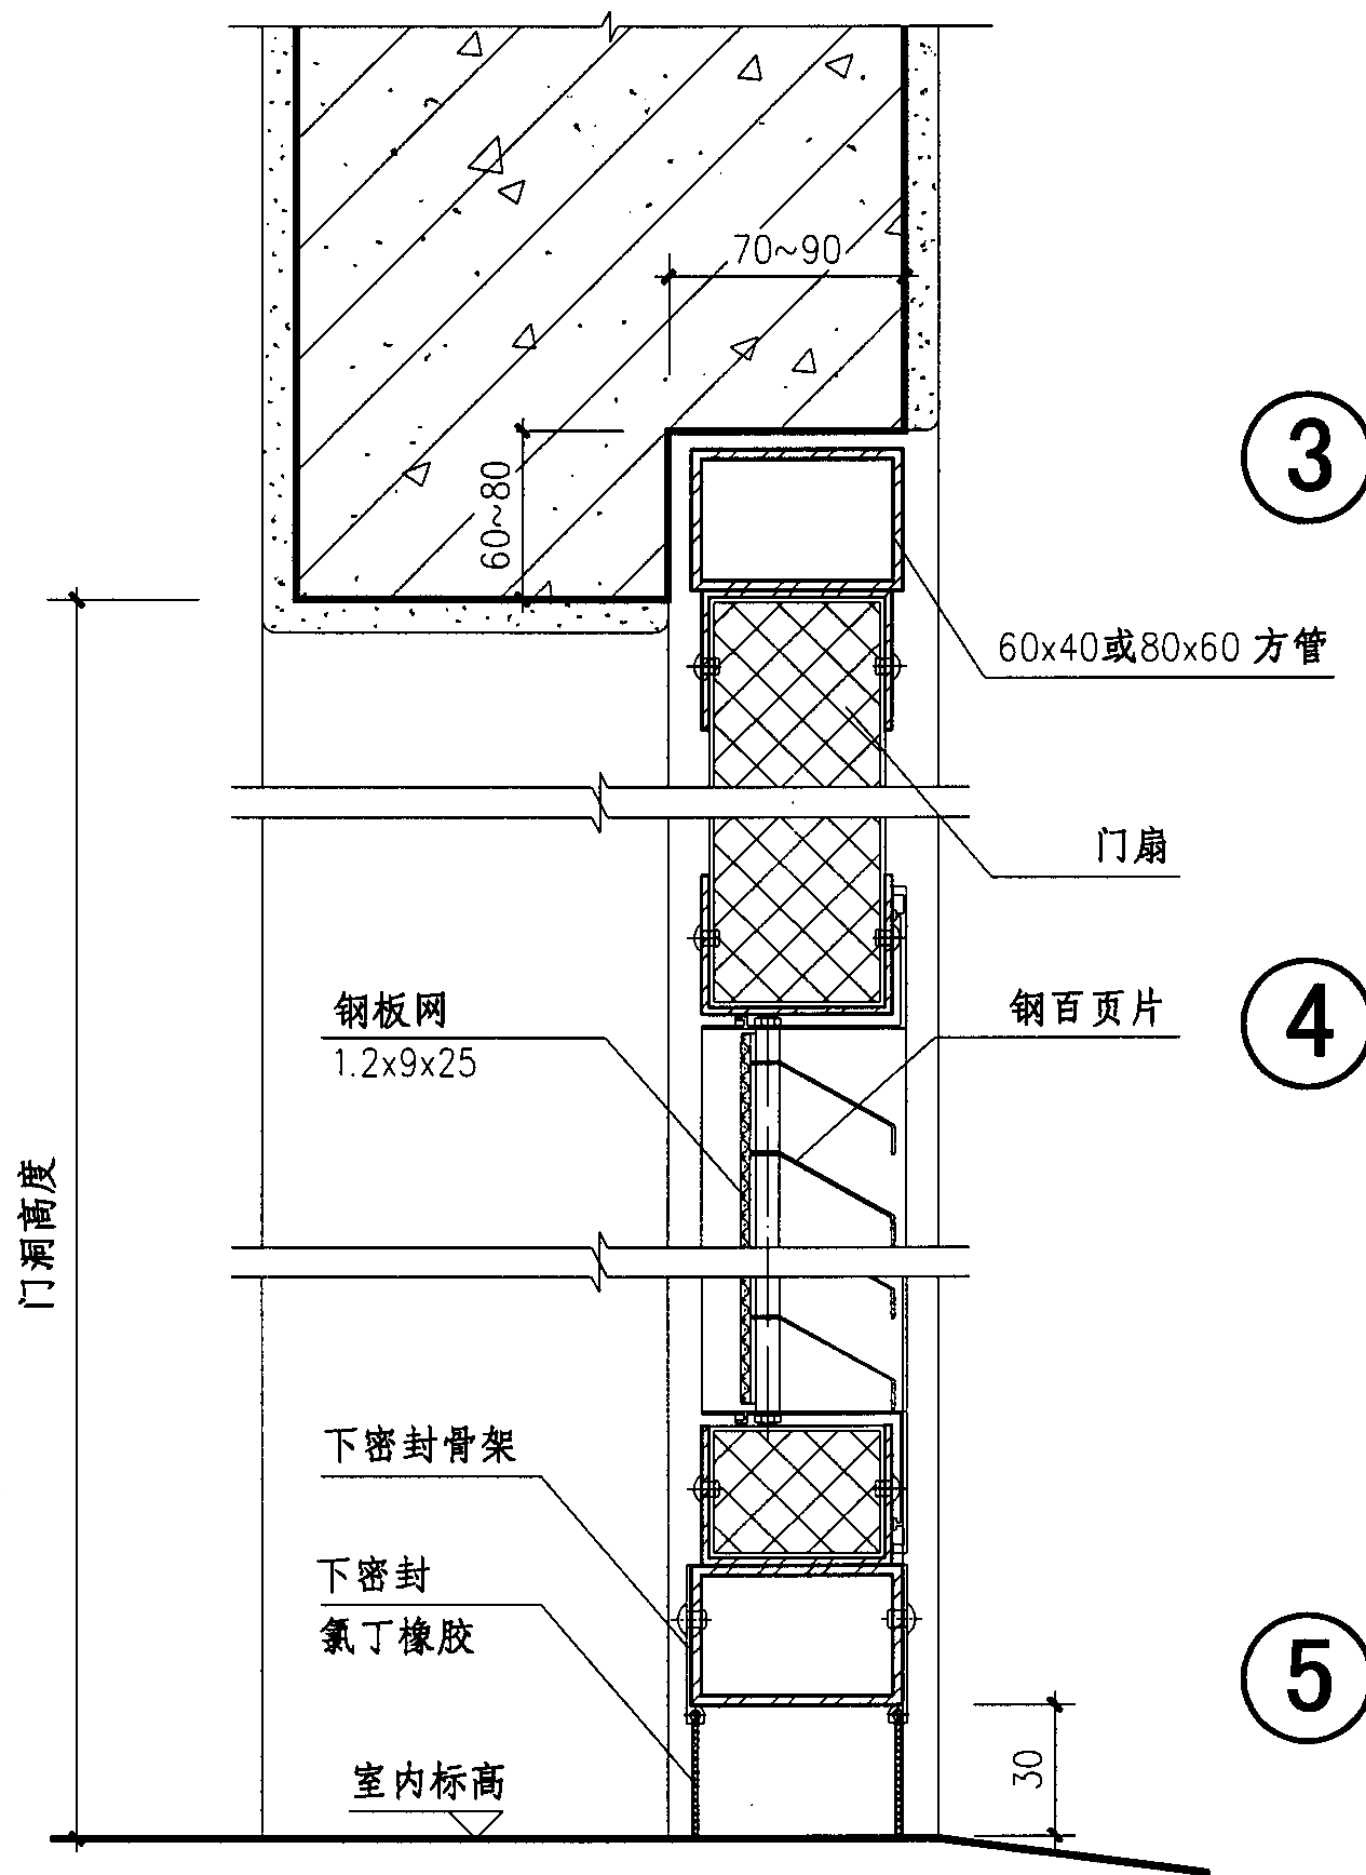 70~90
③
60~80
60x40或80x60 方管
门扇
钢板网
1.2x9x25
钢百页片
④
门洞高度
下密封骨架
下密封
氯丁橡胶
⑤
室内标高
30